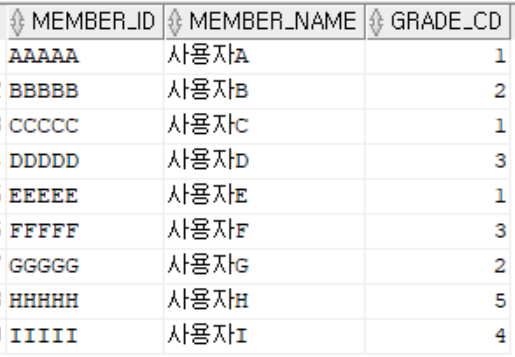 MEMBER_ID MEMBER_NAME GRADE_CD
AAAAA 사용자A 1
BBBBB 사용자B 2
CCCCC 사용자C 1
DDDDD 사용자D 3
EEEEE 사용자E 1
FFFFF 사용자F 3
GGGGG 사용자G 2
HHHHH 사용자H 5
IIIII 사용자I 4